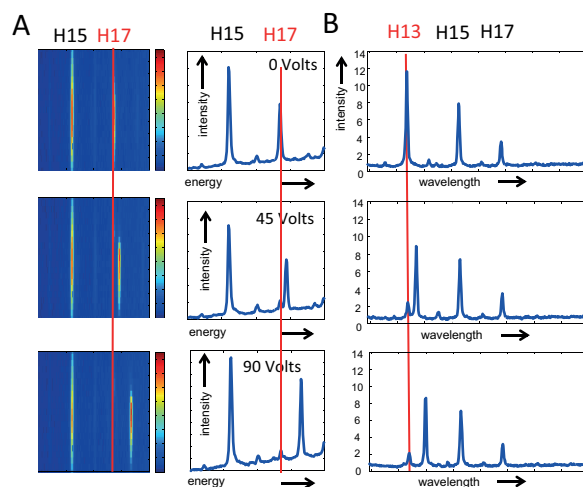 A
H15 H17
H15 H17
B
H13 H15 H17
0 Volts
intensity
energy
intensity
14
12
10
8
6
4
2
0
wavelength
45 Volts
intensity
energy
14
12
10
8
6
4
2
0
wavelength
90 Volts
intensity
energy
14
12
10
8
6
4
2
0
wavelength